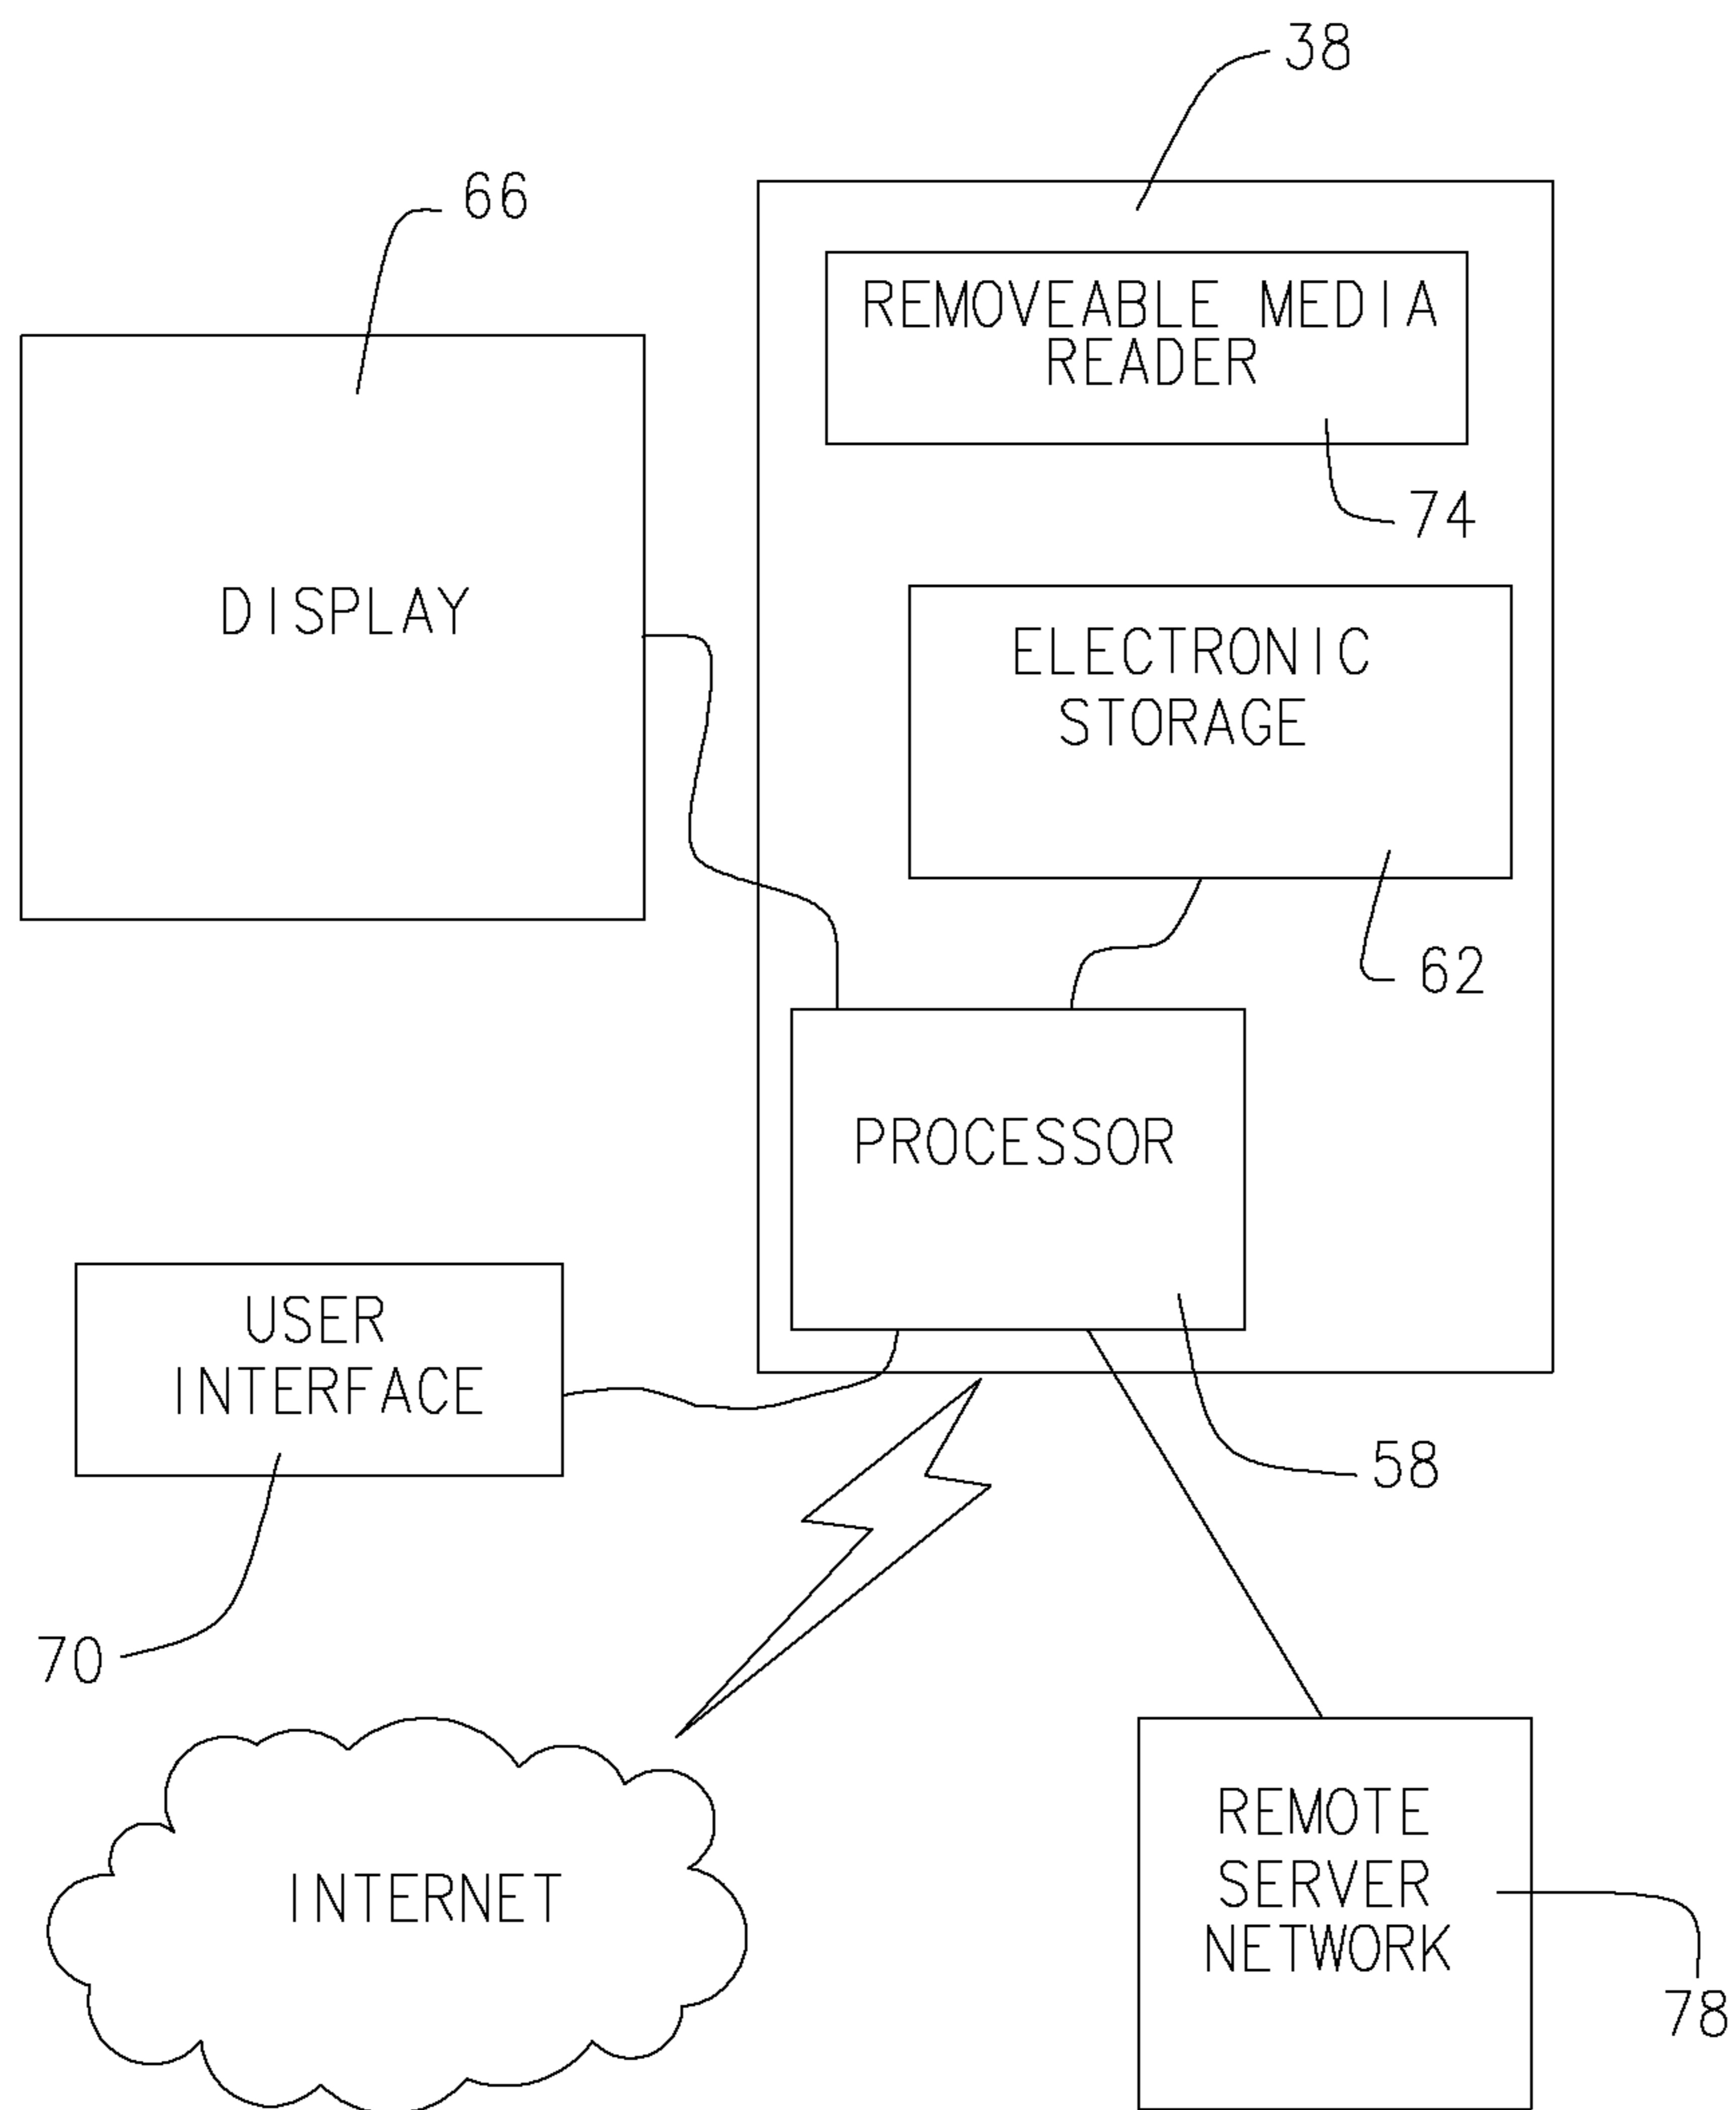 38
66
REMOVEABLE MEDIA
READER
74
DISPLAY
ELECTRONIC
STORAGE
62
PROCESSOR
USER
INTERFACE
58
70
INTERNET
REMOTE
SERVER
NETWORK
78